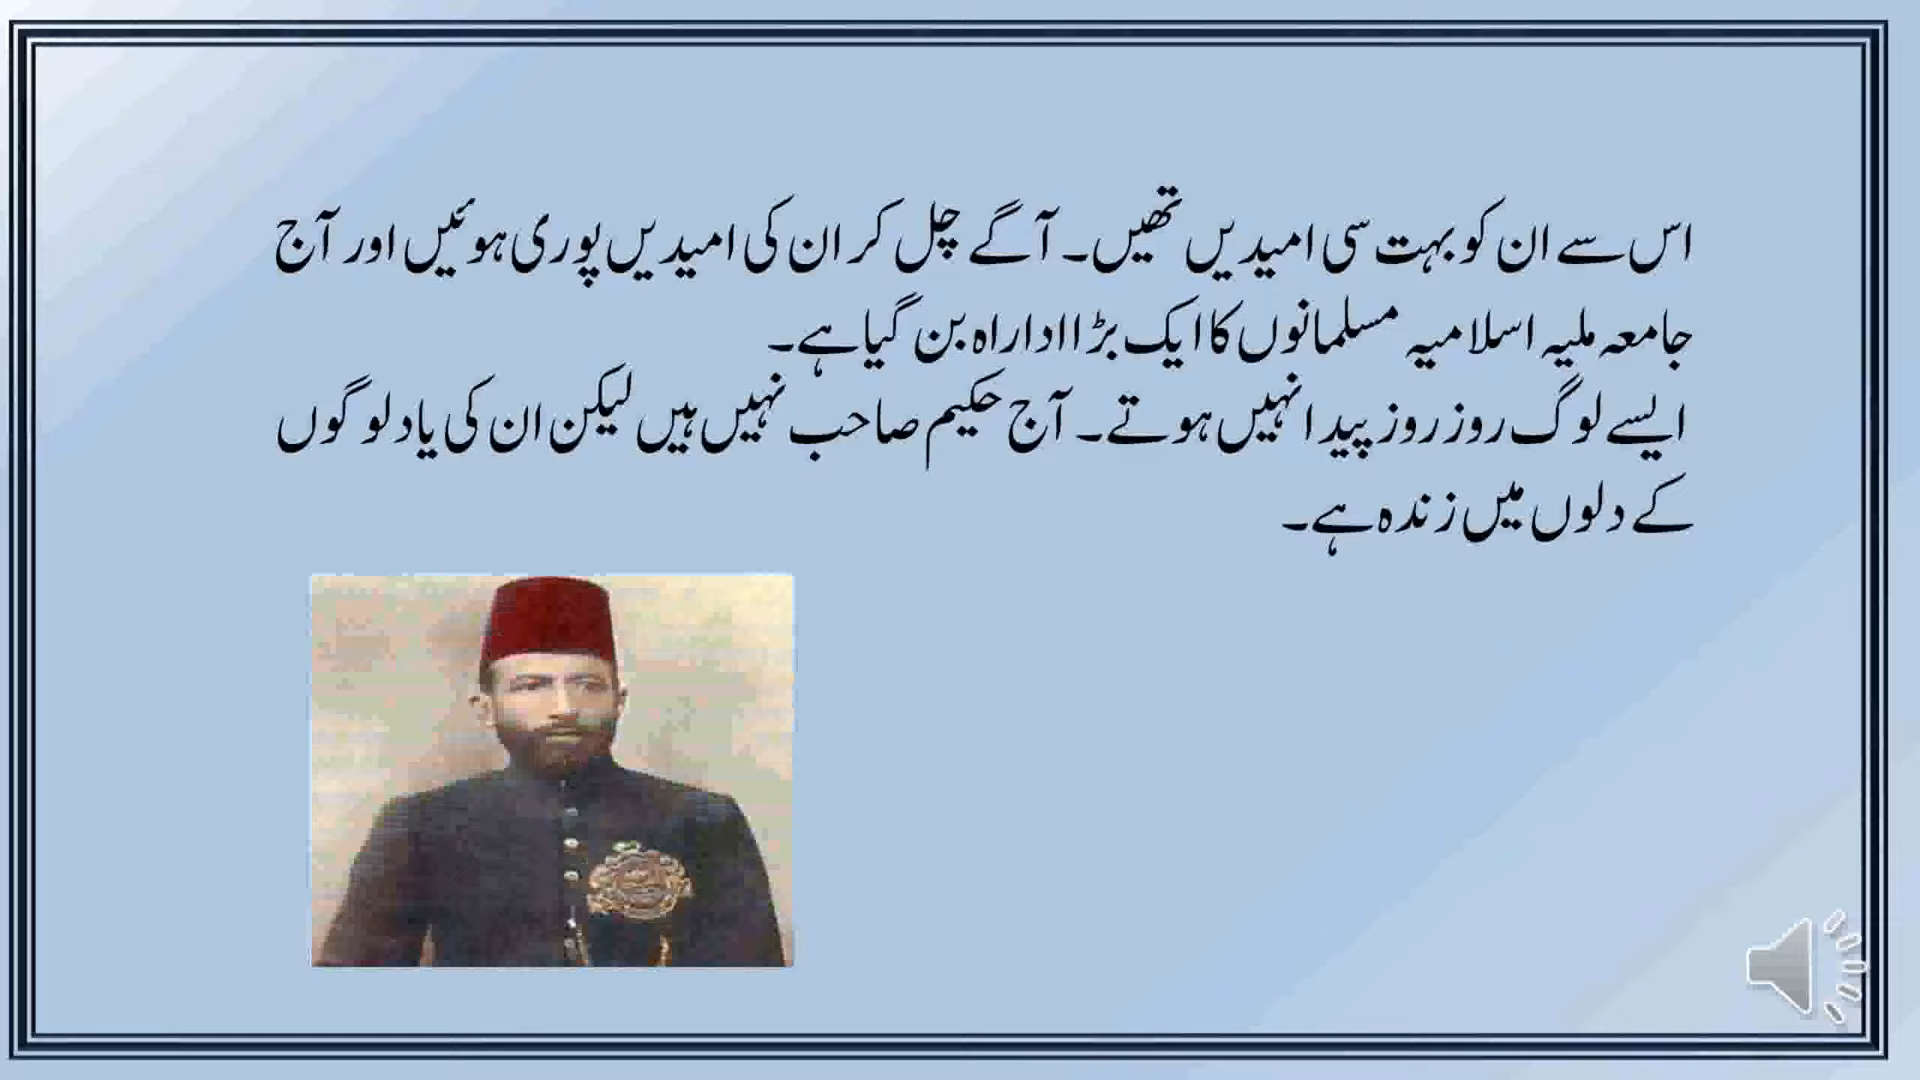 اس سے ان کو بہت سی امیدیں تھیں۔ آگے چل کر ان کی امیدیں پوری ہوئیں اور آج
جامعہ ملیہ اسلامیہ مسلمانوں کا ایک بڑا اداراہ بن گیا ہے۔
ایسے لوگ روز روز پیدا نہیں ہوتے۔ آج حکیم صاحب نہیں ہیں لیکن ان کی یاد لوگوں
کے دلوں میں زندہ ہے۔